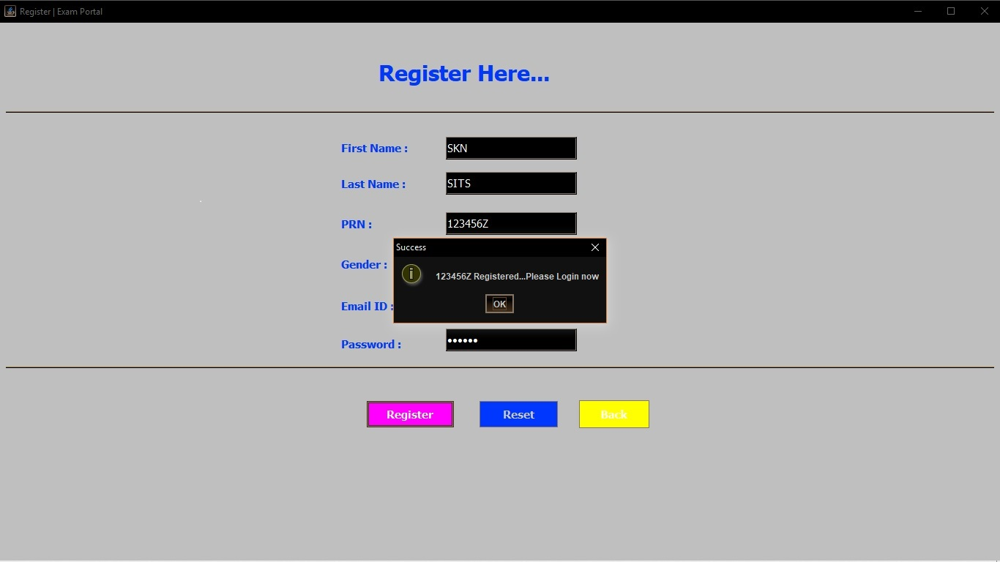 Register | Exam Portal
Register Here...
First Name : SKN
Last Name : SITS
PRN : 123456Z
Success
Gender :
123456Z Registered...Please Login now
OK
Email ID :
Password : ••••••
Register Reset Back